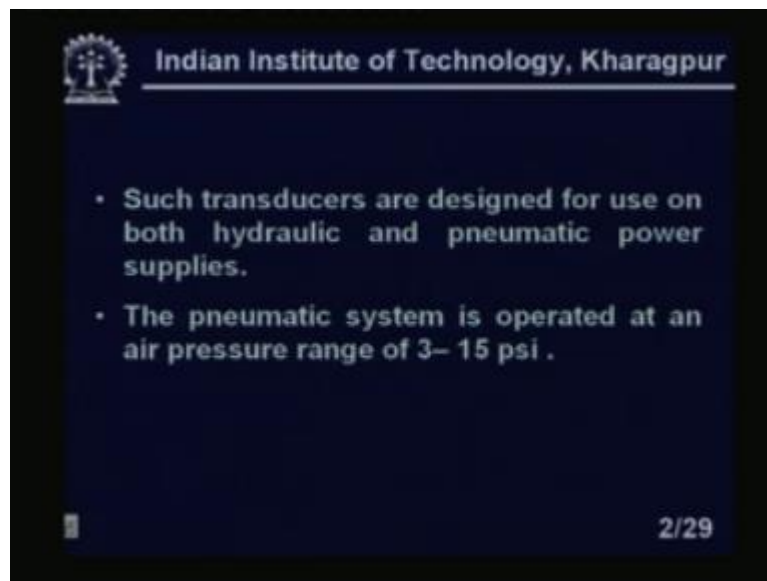 Indian Institute of Technology, Kharagpur
• Such transducers are designed for use on
both hydraulic and pneumatic power
supplies.
• The pneumatic system is operated at an
air pressure range of 3– 15 psi .
2/29